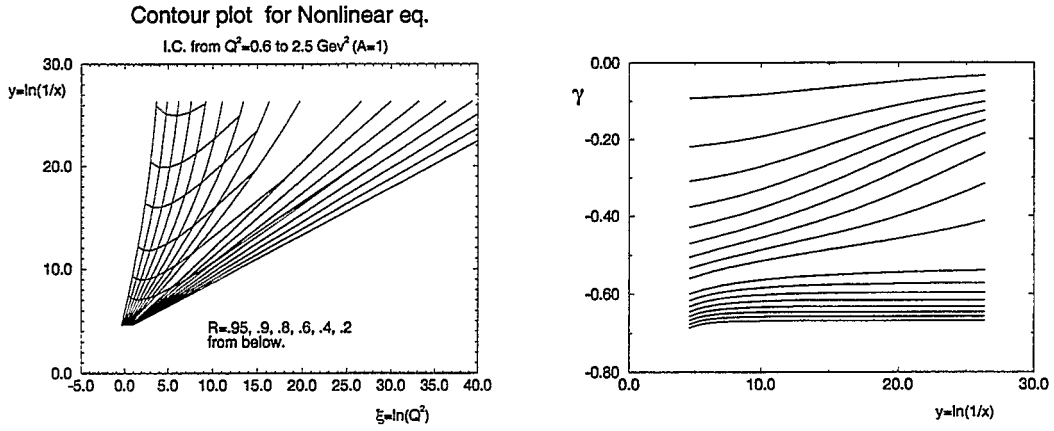 Contour plot for Nonlinear eq.
I.C. from Q²=0.6 to 2.5 Gev² (A=1)
30.0
y=ln(1/x)
20.0
10.0
0.0
R=.95, .9, .8, .6, .4, .2
from below.
-5.0 0.0 5.0 10.0 15.0 20.0 25.0 30.0 35.0 40.0
ξ=ln(Q²)
0.00
γ
-0.20
-0.40
-0.60
-0.80
0.0 10.0 20.0 30.0
y=ln(1/x)